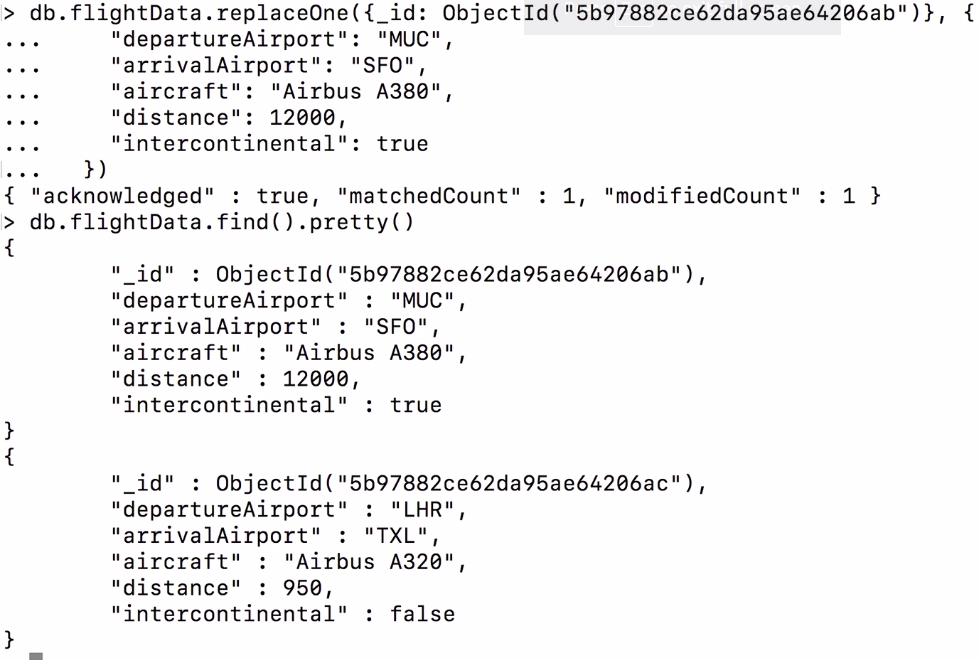 > db.flightData.replaceOne({_id: ObjectId("5b97882ce62da95ae64206ab")}, {
... "departureAirport": "MUC",
... "arrivalAirport": "SFO",
... "aircraft": "Airbus A380",
... "distance": 12000,
... "intercontinental": true
... })
{ "acknowledged" : true, "matchedCount" : 1, "modifiedCount" : 1 }
> db.flightData.find().pretty()
{
"_id" : ObjectId("5b97882ce62da95ae64206ab"),
"departureAirport" : "MUC",
"arrivalAirport" : "SFO",
"aircraft" : "Airbus A380",
"distance" : 12000,
"intercontinental" : true
}
{
"_id" : ObjectId("5b97882ce62da95ae64206ac"),
"departureAirport" : "LHR",
"arrivalAirport" : "TXL",
"aircraft" : "Airbus A320",
"distance" : 950,
"intercontinental" : false
}